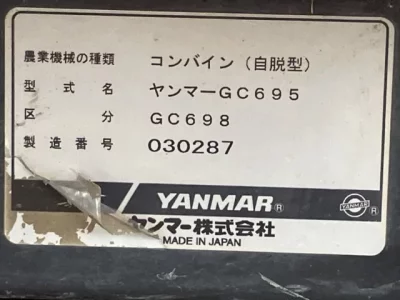 農業機械の種類 コンバイン（自脱型）
型式名 ヤンマーGC695
区分 GC698
製造番号 030287
YANMAR® YANMAR ®
ヤンマー株式会社
MADE IN JAPAN